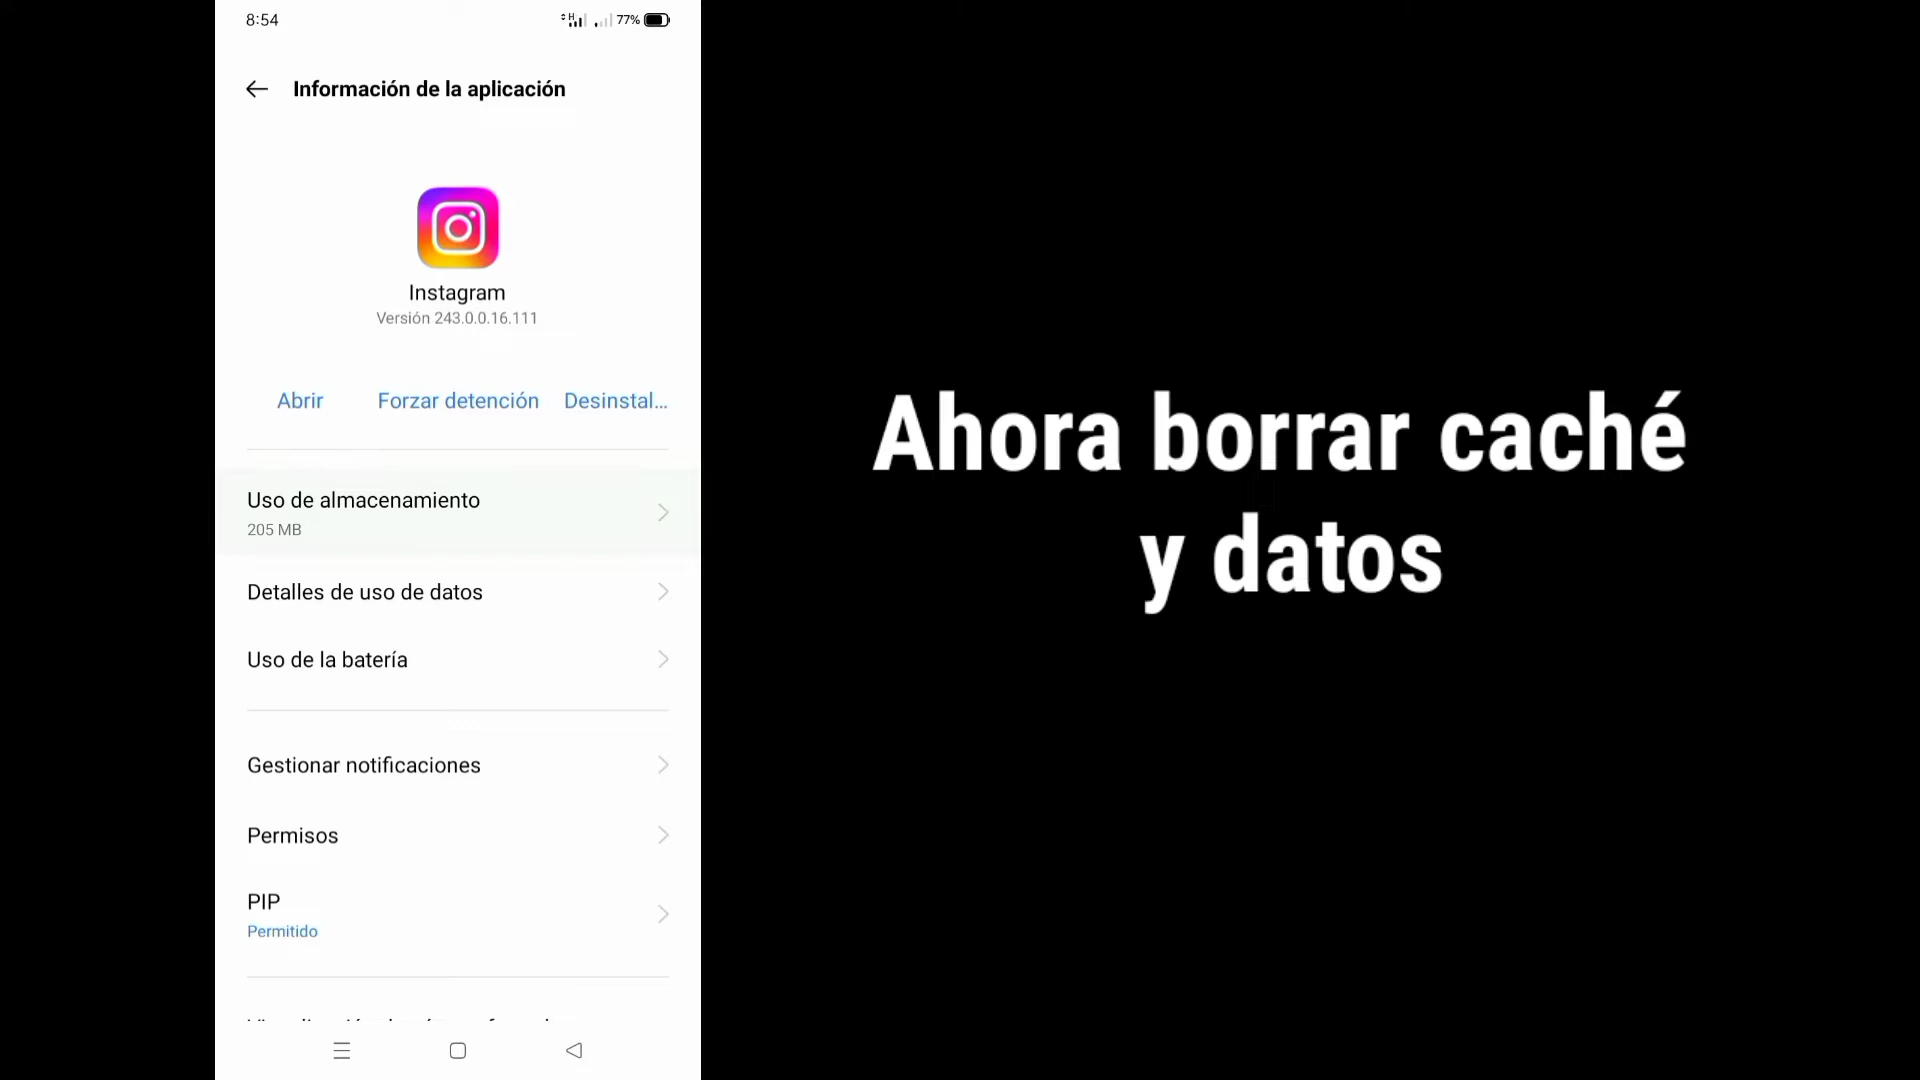 8:54
H 77%
Información de la aplicación
Instagram
Versión 243.0.0.16.111
Abrir Forzar detención Desinstal...
Uso de almacenamiento
205 MB
Detalles de uso de datos
Uso de la batería
Gestionar notificaciones
Permisos
PIP
Permitido
Ahora borrar caché
y datos